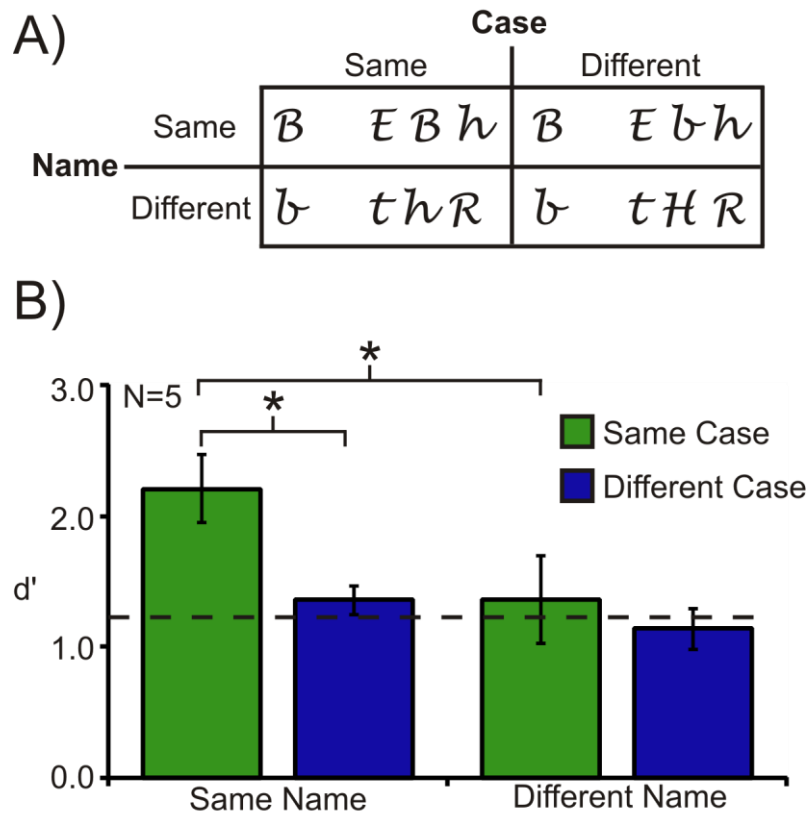 A)
Case
Same Different
Same B E B h B E b h
Name
Different b t h R b t H R
B)
*
3.0 N=5 *
Same Case
Different Case
2.0
d'
1.0
0.0
Same Name Different Name